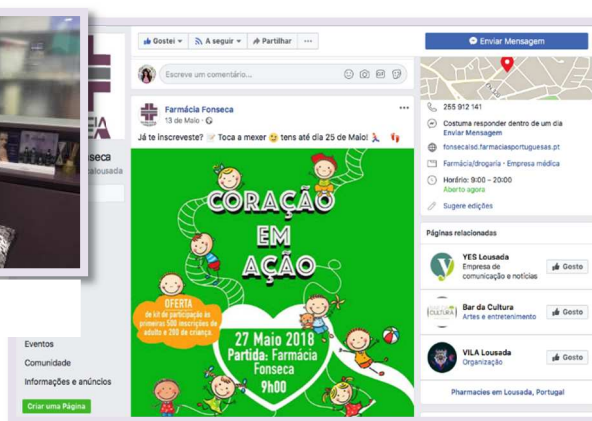 Gostei
A seguir
Partilhar
Enviar Mensagem
Escreve um comentário...
Farmácia Fonseca
13 de Maio
Já te inscreveste? Toca a mexer tens até dia 25 de Maio!
CORAÇÃO
EM
AÇÃO
OFERTA
de kit de participação às
primeiras 500 inscrições de
adulto e 200 de criança.
27 Maio 2018
Partida: Farmácia
Fonseca
9h00
seca
alousada
Eventos
Comunidade
Informações e anúncios
Criar uma Página
255 912 141
Costuma responder dentro de um dia
Enviar Mensagem
fonsecalsd.farmaciasportuguesas.pt
Farmácia/drogaria · Empresa médica
Horário: 9:00 – 20:00
Aberto agora
Sugere edições
Páginas relacionadas
YES Lousada
Empresa de
comunicação e notícias
Gosto
Bar da Cultura
Artes e entretenimento
Gosto
VILA Lousada
Organização
Gosto
Pharmacies em Lousada, Portugal